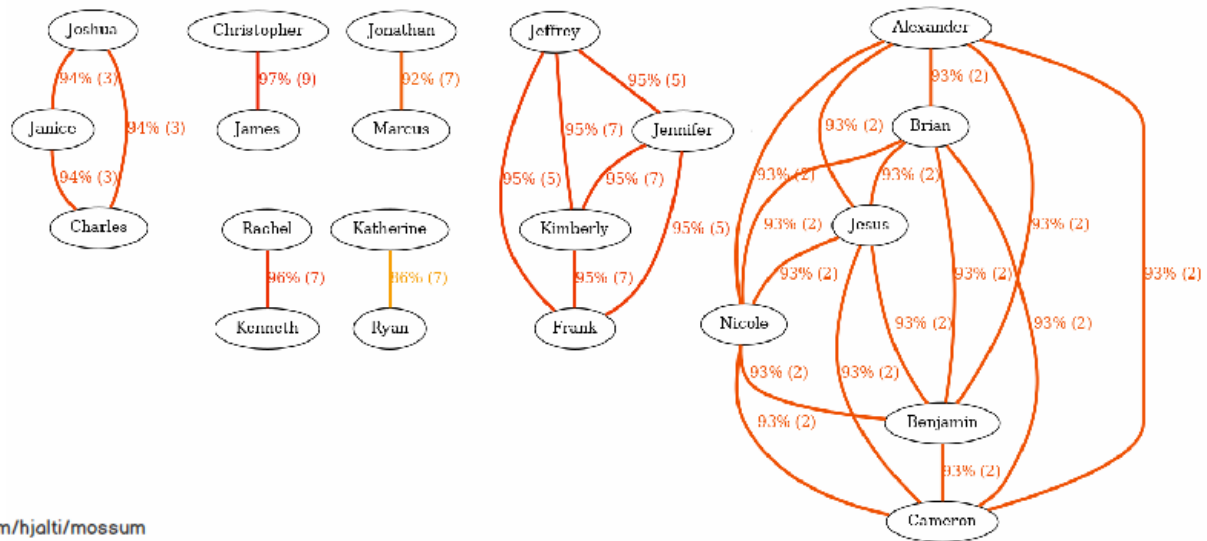 Joshua
Christopher
Jonathan
Jeffrey
Alexander
94% (3)
97% (9)
92% (7)
95% (5)
93% (2)
Janice
94% (3)
James
Marcus
95% (7)
Jennifer
93% (2)
Brian
94% (3)
95% (5)
95% (7)
93% (2)
93% (2)
Charles
Rachel
Katherine
Kimberly
95% (5)
93% (2)
Jesus
93% (2)
96% (7)
86% (7)
95% (7)
93% (2)
93% (2)
93% (2)
Kenneth
Ryan
Frank
Nicole
93% (2)
93% (2)
93% (2)
93% (2)
93% (2)
Benjamin
93% (2)
Cameron
m/hjalti/mossum